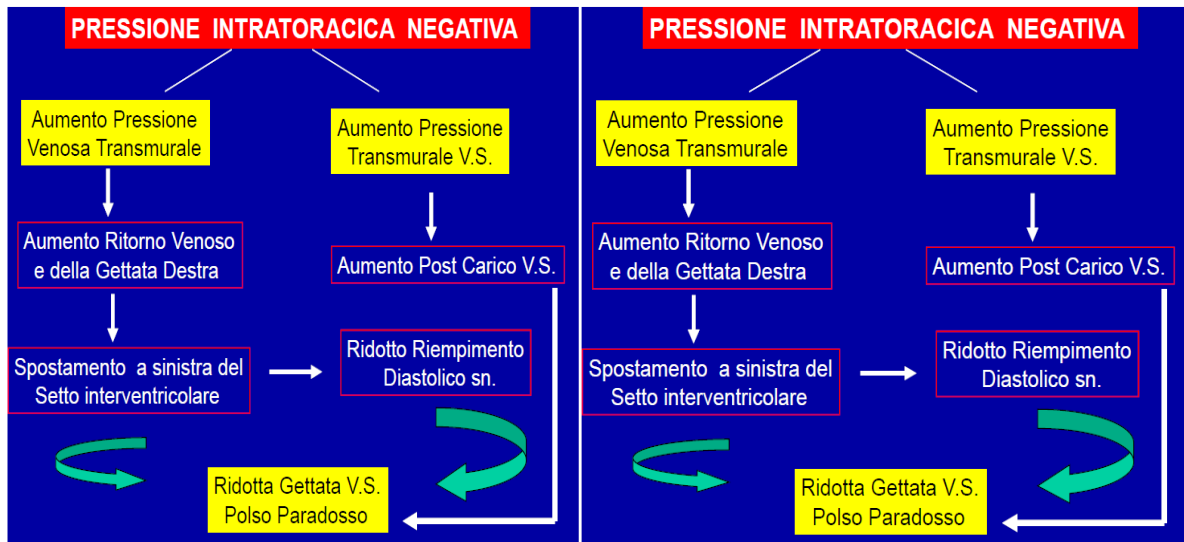 PRESSIONE INTRATORACICA NEGATIVA
Aumento Pressione
Venosa Transmurale
Aumento Pressione
Transmurale V.S.
Aumento Ritorno Venoso
e della Gettata Destra
Aumento Post Carico V.S.
Spostamento a sinistra del
Setto interventricolare
Ridotto Riempimento
Diastolico sn.
Ridotta Gettata V.S.
Polso Paradosso
PRESSIONE INTRATORACICA NEGATIVA
Aumento Pressione
Venosa Transmurale
Aumento Pressione
Transmurale V.S.
Aumento Ritorno Venoso
e della Gettata Destra
Aumento Post Carico V.S.
Spostamento a sinistra del
Setto interventricolare
Ridotto Riempimento
Diastolico sn.
Ridotta Gettata V.S.
Polso Paradosso